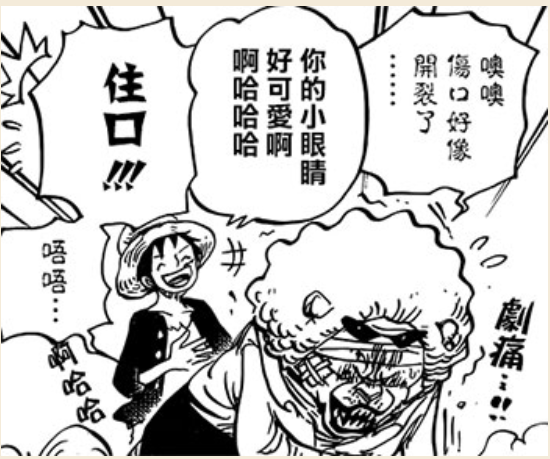 噢噢
傷口好像
開裂了
……
你的小眼睛
好可愛啊
啊哈哈哈
住口!!!
劇痛…!!
唔唔…
啊哈哈